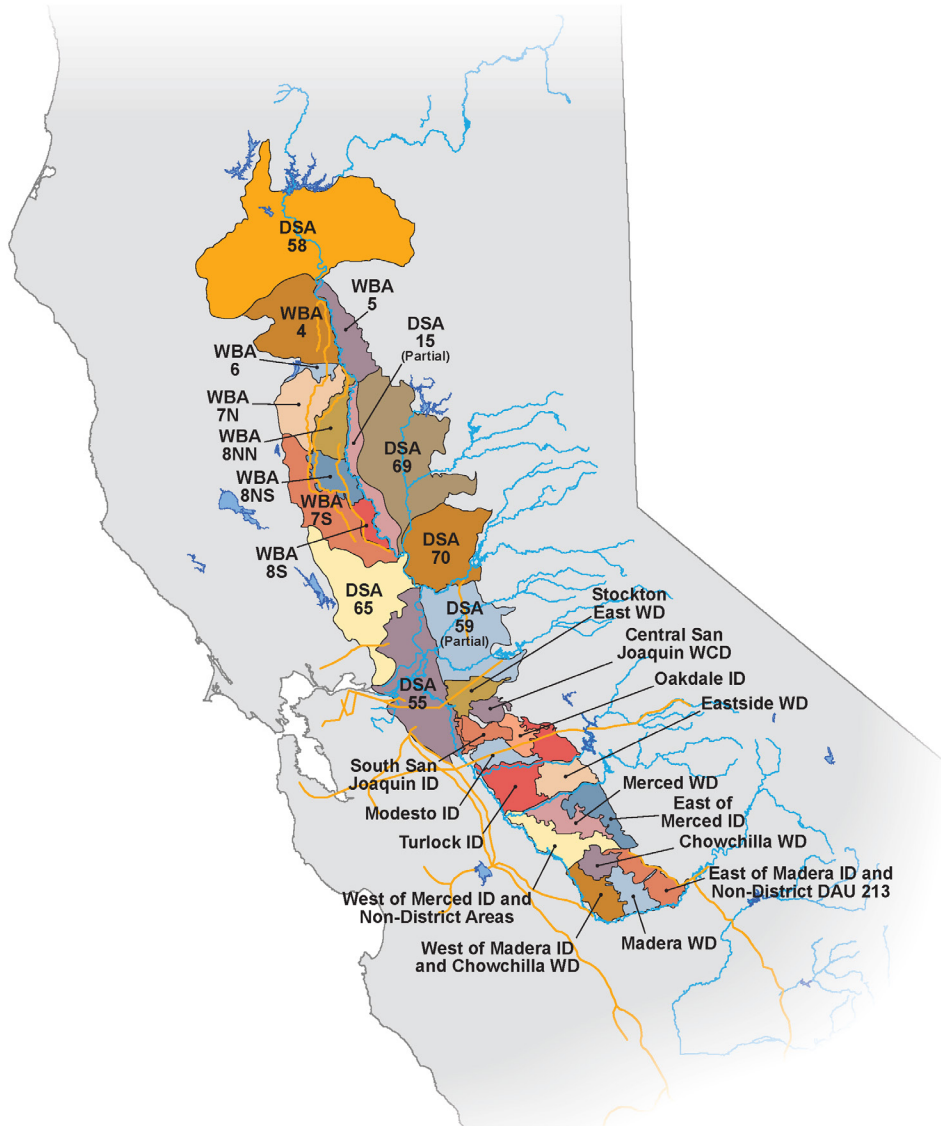 DSA
58
WBA
5
WBA
4
DSA
15
(Partial)
WBA
6
WBA
7N
WBA
8NN
DSA
69
WBA
8NS
WBA
7S
WBA
8S
DSA
70
DSA
65
DSA
59
(Partial)
Stockton
East WD
Central San
Joaquin WCD
Oakdale ID
DSA
55
Eastside WD
South San
Joaquin ID
Merced WD
Modesto ID
East of
Merced ID
Turlock ID
Chowchilla WD
East of Madera ID and
Non-District DAU 213
West of Merced ID and
Non-District Areas
Madera WD
West of Madera ID
and Chowchilla WD